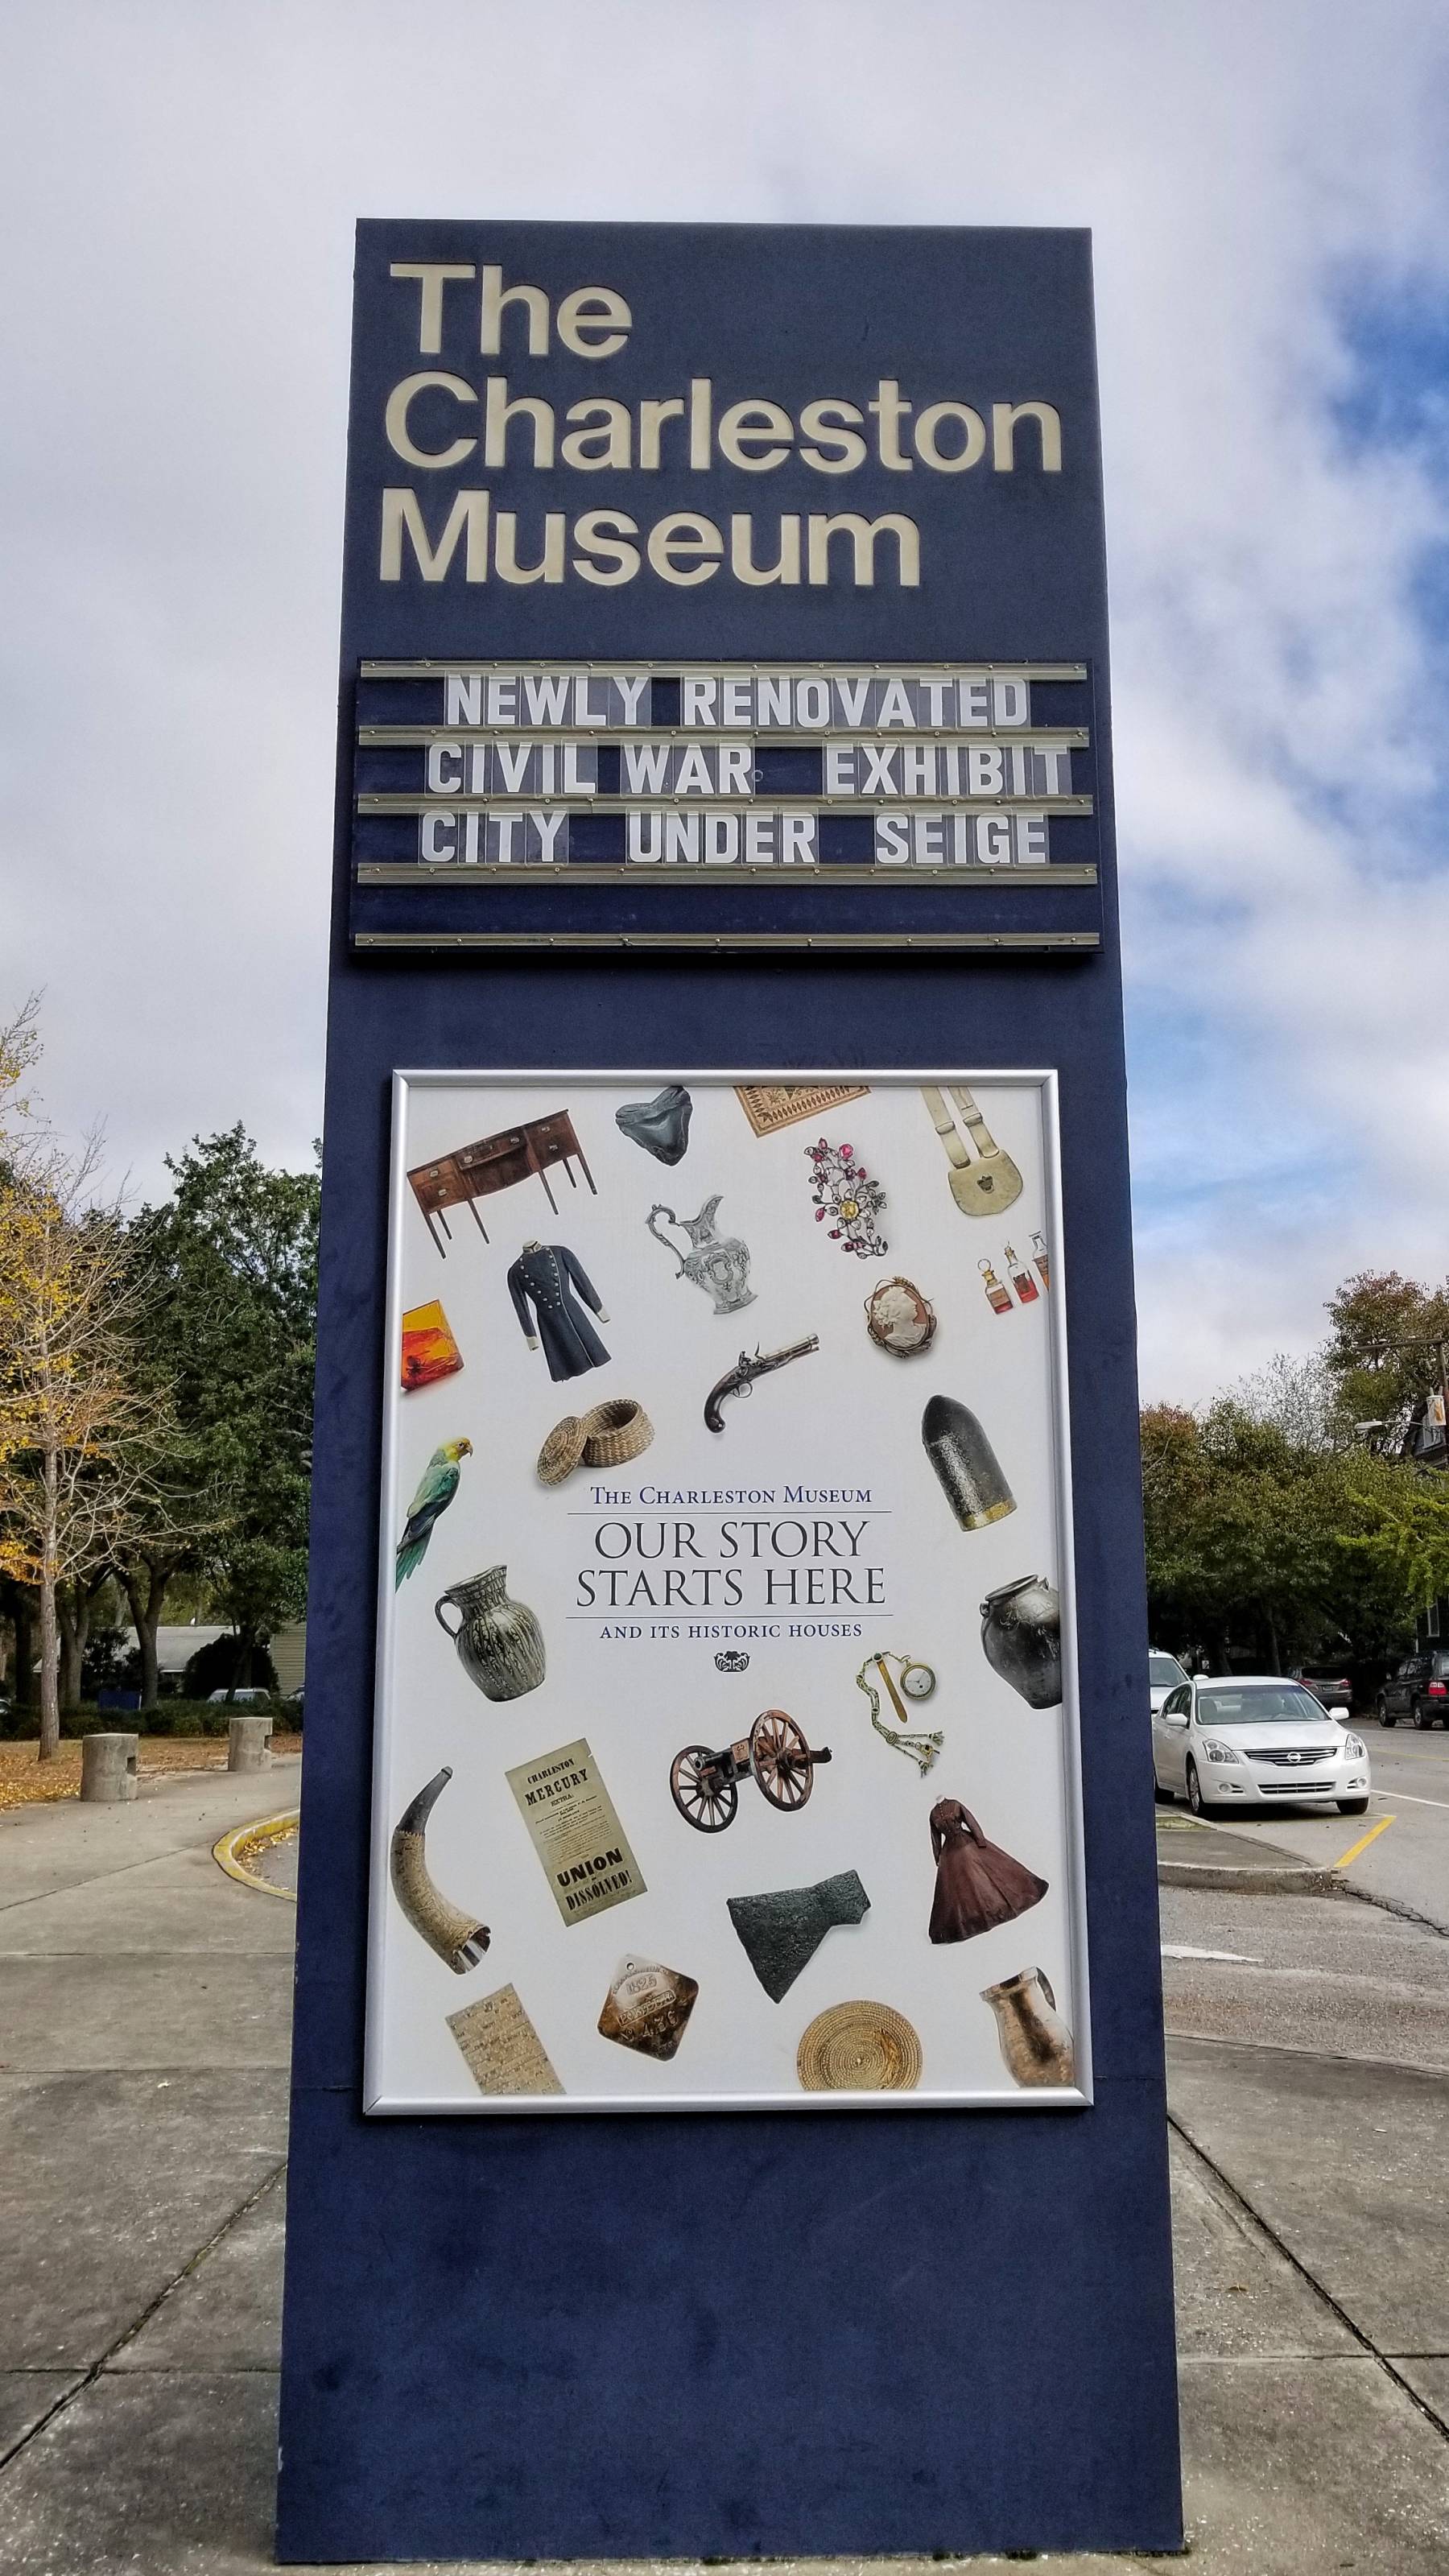 The
Charleston
Museum
NEWLY RENOVATED
CIVIL WAR EXHIBIT
CITY UNDER SEIGE
THE CHARLESTON MUSEUM
OUR STORY
STARTS HERE
AND ITS HISTORIC HOUSES
CHARLESTON
MERCURY
EXTRA:
UNION
DISSOLVED!